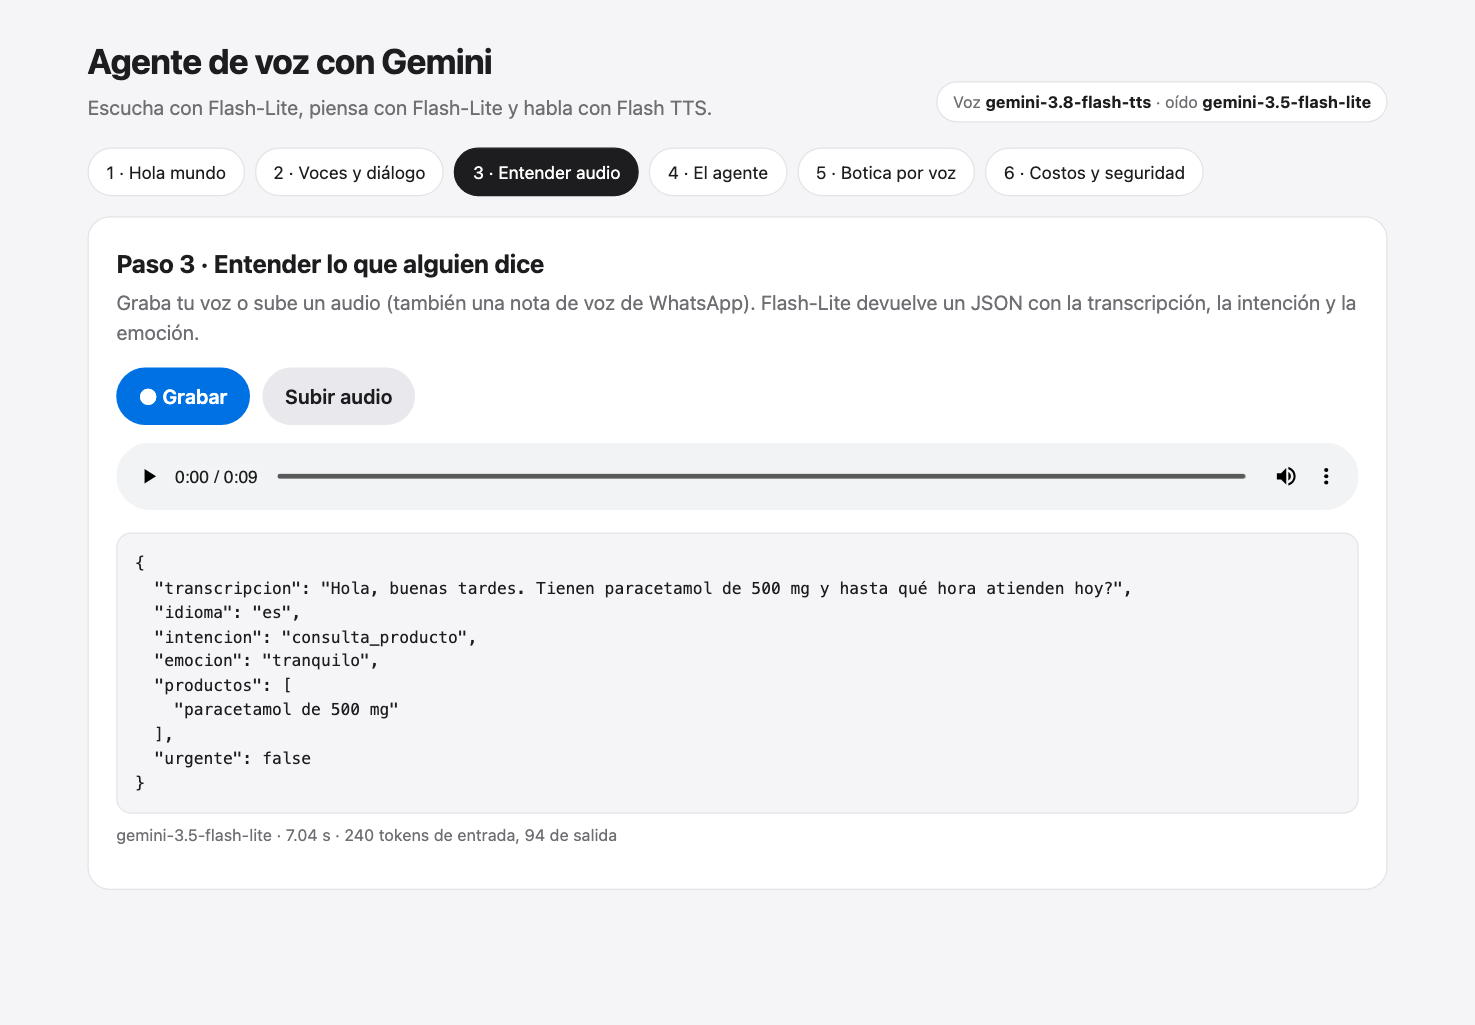 Agente de voz con Gemini
Escucha con Flash-Lite, piensa con Flash-Lite y habla con Flash TTS.
Voz gemini-3.8-flash-tts · oído gemini-3.5-flash-lite
1 · Hola mundo
2 · Voces y diálogo
3 · Entender audio
4 · El agente
5 · Botica por voz
6 · Costos y seguridad
Paso 3 · Entender lo que alguien dice
Graba tu voz o sube un audio (también una nota de voz de WhatsApp). Flash-Lite devuelve un JSON con la transcripción, la intención y la
emoción.
Grabar
Subir audio
0:00 / 0:09
{
  "transcripcion": "Hola, buenas tardes. Tienen paracetamol de 500 mg y hasta qué hora atienden hoy?",
  "idioma": "es",
  "intencion": "consulta_producto",
  "emocion": "tranquilo",
  "productos": [
    "paracetamol de 500 mg"
  ],
  "urgente": false
}
gemini-3.5-flash-lite · 7.04 s · 240 tokens de entrada, 94 de salida